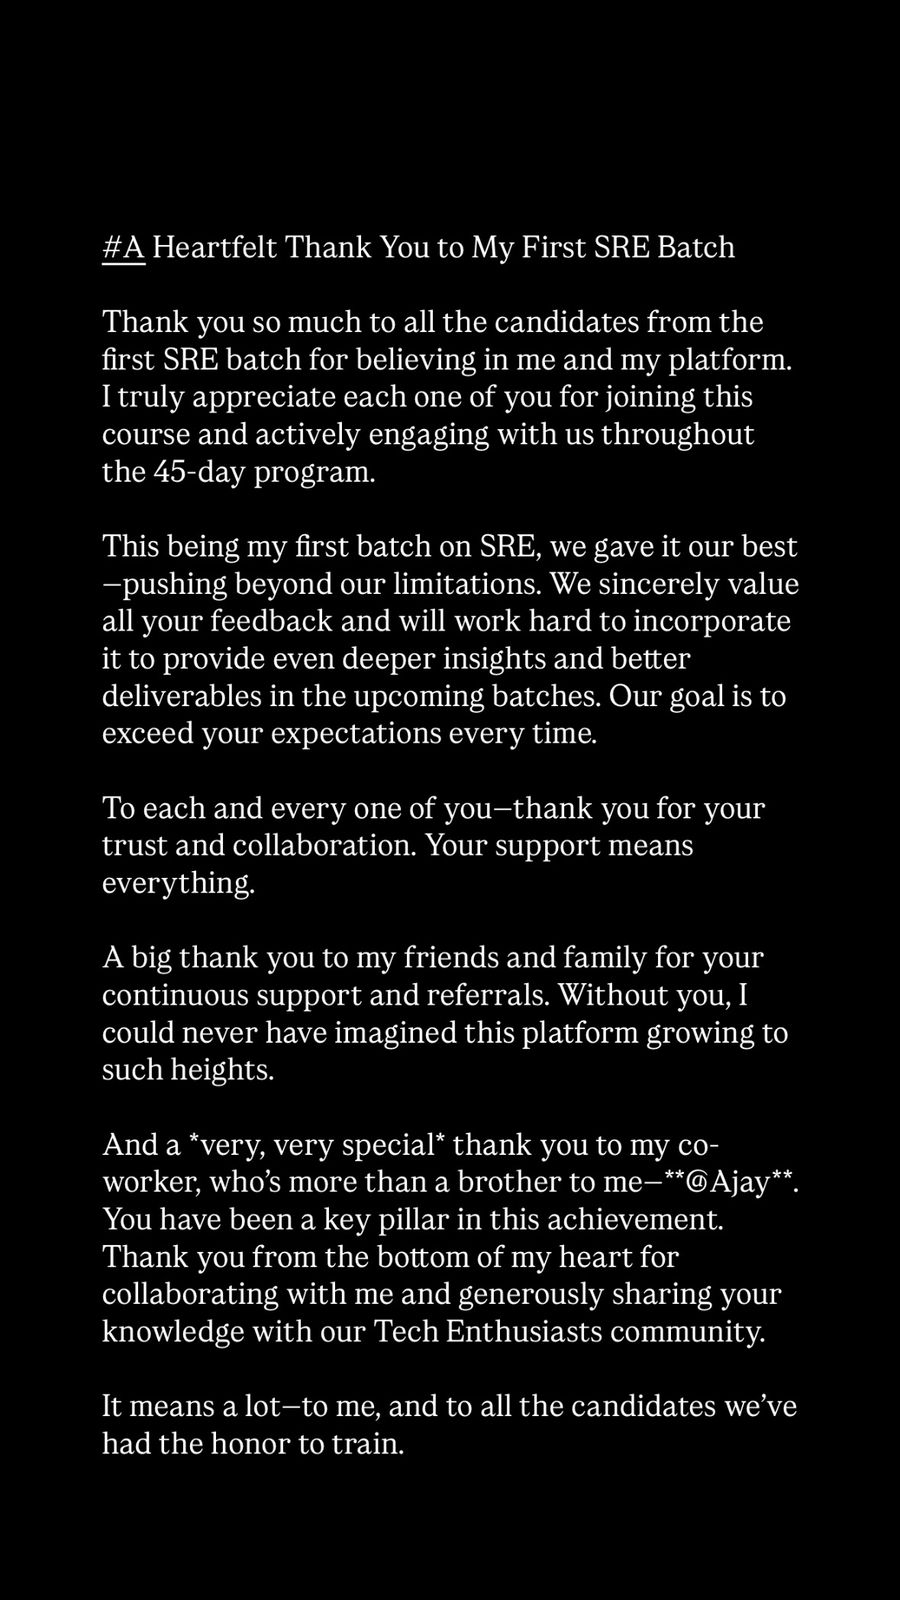 #A Heartfelt Thank You to My First SRE Batch
Thank you so much to all the candidates from the
first SRE batch for believing in me and my platform.
I truly appreciate each one of you for joining this
course and actively engaging with us throughout
the 45-day program.
This being my first batch on SRE, we gave it our best
—pushing beyond our limitations. We sincerely value
all your feedback and will work hard to incorporate
it to provide even deeper insights and better
deliverables in the upcoming batches. Our goal is to
exceed your expectations every time.
To each and every one of you—thank you for your
trust and collaboration. Your support means
everything.
A big thank you to my friends and family for your
continuous support and referrals. Without you, I
could never have imagined this platform growing to
such heights.
And a *very, very special* thank you to my co-
worker, who’s more than a brother to me—**@Ajay**.
You have been a key pillar in this achievement.
Thank you from the bottom of my heart for
collaborating with me and generously sharing your
knowledge with our Tech Enthusiasts community.
It means a lot—to me, and to all the candidates we’ve
had the honor to train.